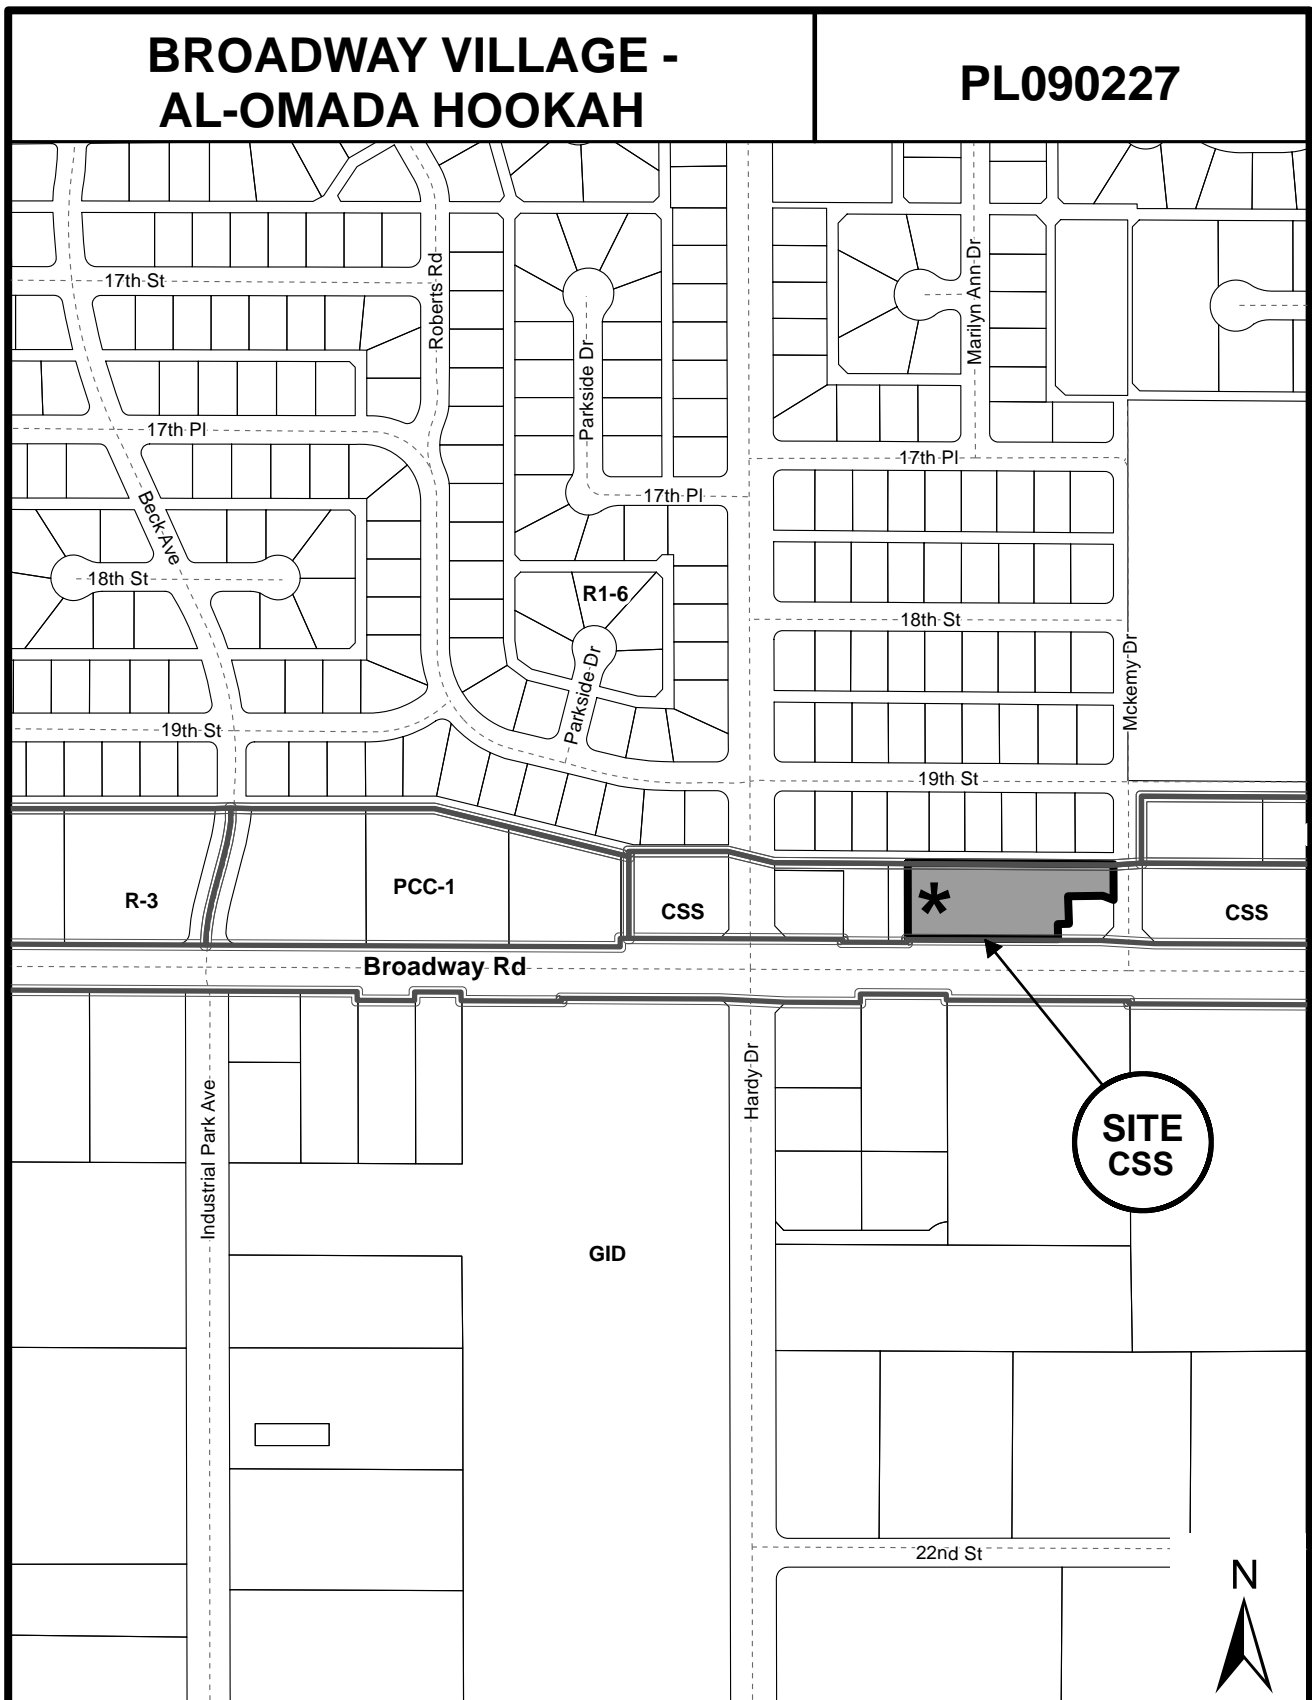 BROADWAY VILLAGE -
AL-OMADA HOOKAH
PL090227
17th St
Roberts Rd
Marilyn Ann Dr
Parkside Dr
17th Pl
17th Pl
17th Pl
Beck Ave
18th St
R1-6
18th St
Parkside Dr
Mckemy Dr
19th St
19th St
R-3
PCC-1
CSS
*
CSS
Broadway Rd
Hardy Dr
Industrial Park Ave
SITE
CSS
GID
22nd St
N